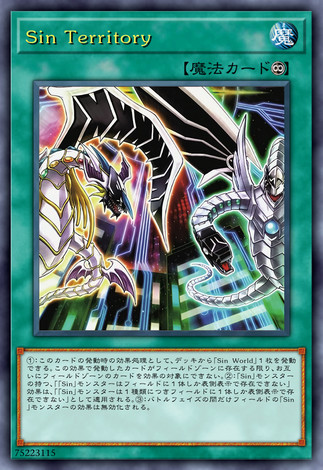 Sin Territory
魔
【魔法カード♾】
①:このカードの発動時の効果処理として、デッキから「Sin World」1枚を発動
できる。この効果で発動したカードがフィールドゾーンに存在する限り、お互
いにフィールドゾーンのカードを効果の対象にできない。②:「Sin」モンスター
の持つ、「「Sin」モンスターはフィールドに1体しか表側表示で存在できない」
効果は、「「Sin」モンスターは1種類につきフィールドに1体しか表側表示で存
在できない」として適用される。③:バトルフェイズの間だけフィールドの「Sin
」モンスターの効果は無効化される。
75223115